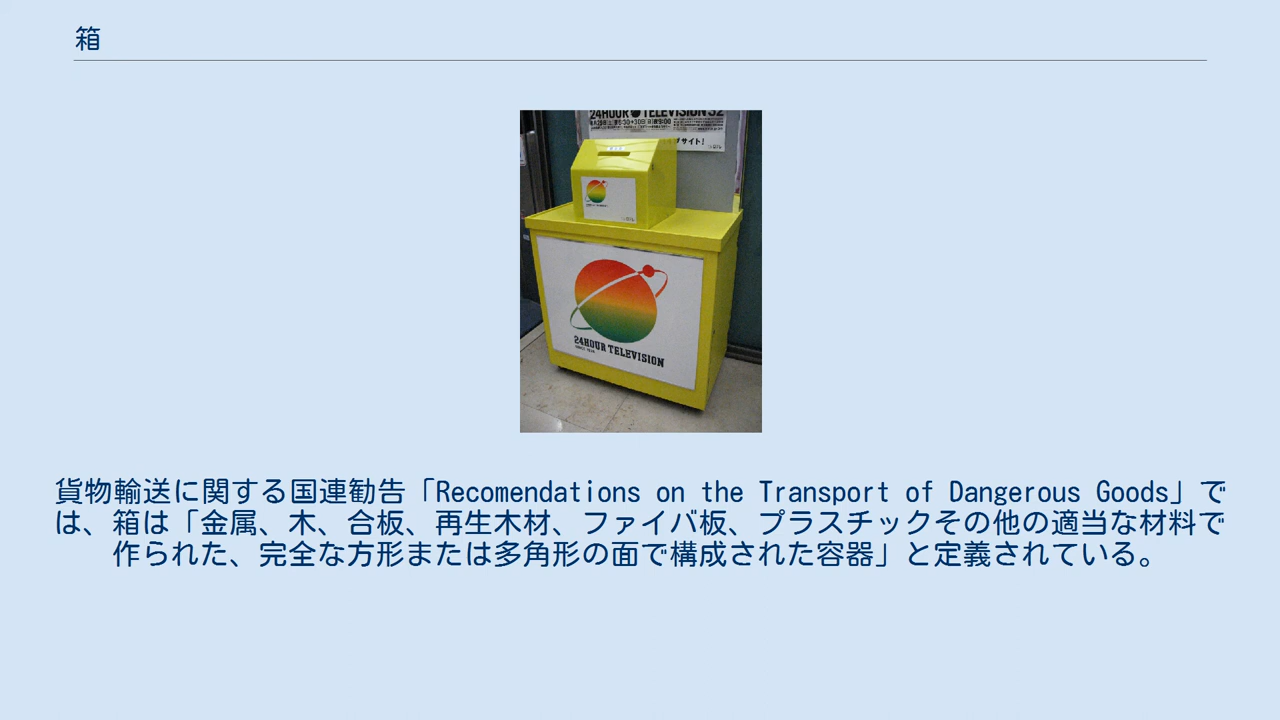 箱
24HOUR TELEVISION 32
24HOUR TELEVISION
貨物輸送に関する国連勧告「Recomendations on the Transport of Dangerous Goods」で
は、箱は「金属、木、合板、再生木材、ファイバ板、プラスチックその他の適当な材料で
作られた、完全な方形または多角形の面で構成された容器」と定義されている。